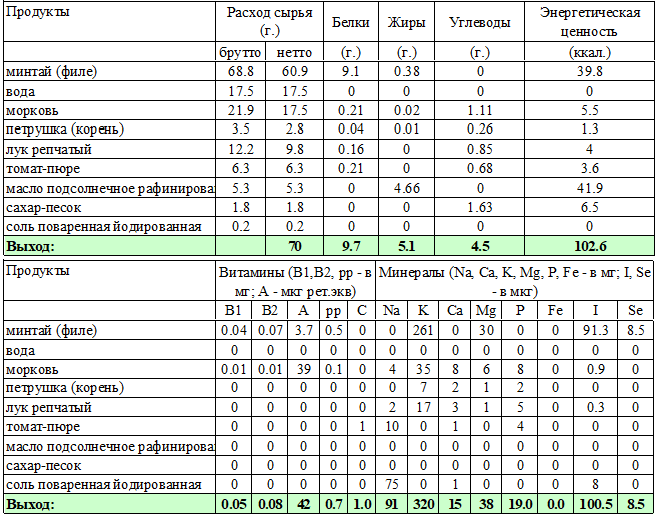 Продукты Расход сырья Белки Жиры Углеводы Энергетическая
(г.) ценность
брутто нетто (г.) (г.) (г.) (ккал.)
минтай (филе) 68.8 60.9 9.1 0.38 0 39.8
вода 17.5 17.5 0 0 0 0
морковь 21.9 17.5 0.21 0.02 1.11 5.5
петрушка (корень) 3.5 2.8 0.04 0.01 0.26 1.3
лук репчатый 12.2 9.8 0.16 0 0.85 4
томат-пюре 6.3 6.3 0.21 0 0.68 3.6
масло подсолнечное рафинирова 5.3 5.3 0 4.66 0 41.9
сахар-песок 1.8 1.8 0 0 1.63 6.5
соль поваренная йодированная 0.2 0.2 0 0 0 0
Выход: 70 9.7 5.1 4.5 102.6
Продукты Витамины (B1,B2, pp - в Минералы (Na, Ca, K, Mg, P, Fe - в мг; I, Se
мг; A - мкг рет.экв) - в мкг)
B1 B2 A pp C Na K Ca Mg P Fe I Se
минтай (филе) 0.04 0.07 3.7 0.5 0 0 261 0 30 0 0 91.3 8.5
вода 0 0 0 0 0 0 0 0 0 0 0 0 0
морковь 0.01 0.01 39 0.1 0 4 35 8 6 8 0 0.9 0
петрушка (корень) 0 0 0 0 0 0 7 2 1 2 0 0 0
лук репчатый 0 0 0 0 0 2 17 3 1 5 0 0.3 0
томат-пюре 0 0 0 0 1 10 0 1 0 4 0 0 0
масло подсолнечное рафинирова 0 0 0 0 0 0 0 0 0 0 0 0 0
сахар-песок 0 0 0 0 0 0 0 0 0 0 0 0 0
соль поваренная йодированная 0 0 0 0 0 75 0 1 0 0 0 8 0
Выход: 0.05 0.08 42 0.7 1.0 91 320 15 38 19.0 0.0 100.5 8.5